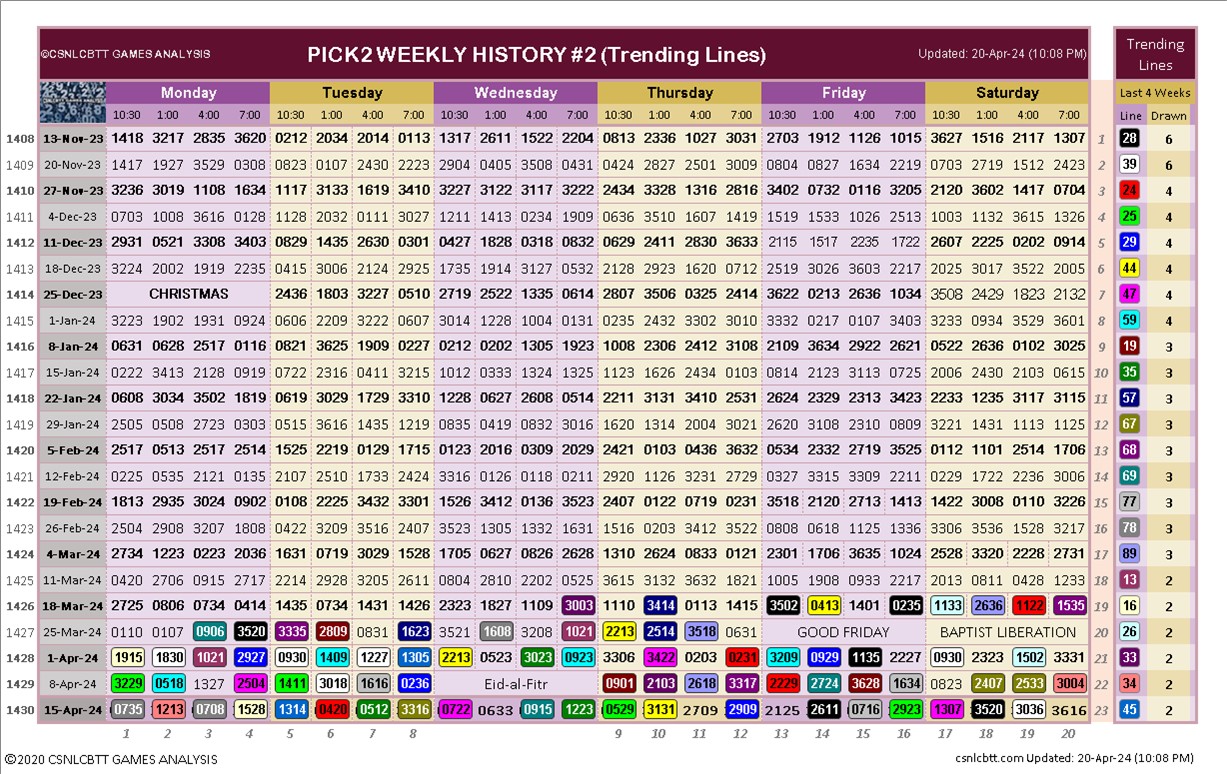 ©CSNLCBTT GAMES ANALYSIS PICK2 WEEKLY HISTORY #2 (Trending Lines) Updated: 20-Apr-24 (10:08 PM) Trending Lines
Monday Tuesday Wednesday Thursday Friday Saturday Last 4 Weeks
10:30 1:00 4:00 7:00 10:30 1:00 4:00 7:00 10:30 1:00 4:00 7:00 10:30 1:00 4:00 7:00 10:30 1:00 4:00 7:00 10:30 1:00 4:00 7:00 Line Drawn
1408 13-Nov-23 1418 3217 2835 3620 0212 2034 2014 0113 1317 2611 1522 2204 0813 2336 1027 3031 2703 1912 1126 1015 3627 1516 2117 1307 1 28 6
1409 20-Nov-23 1417 1927 3529 0308 0823 0107 2430 2223 2904 0405 3508 0431 0424 2827 2501 3009 0804 0827 1634 2219 0703 2719 1512 2423 2 39 6
1410 27-Nov-23 3236 3019 1108 1634 1117 3133 1619 3410 3227 3122 3117 3222 2434 3328 1316 2816 3402 0732 0116 3205 2120 3602 1417 0704 3 24 4
1411 4-Dec-23 0703 1008 3616 0128 1128 2032 0111 3027 1211 1413 0234 1909 0636 3510 1607 1419 1519 1533 1026 2513 1003 1132 3615 1326 4 25 4
1412 11-Dec-23 2931 0521 3308 3403 0829 1435 2630 0301 0427 1828 0318 0832 0629 2411 2830 3633 2115 1517 2235 1722 2607 2225 0202 0914 5 29 4
1413 18-Dec-23 3224 2002 1919 2235 0415 3006 2124 2925 1735 1914 3127 0532 2128 2923 1620 0712 2519 3026 3603 2217 2025 3017 3522 2005 6 44 4
1414 25-Dec-23 CHRISTMAS 2436 1803 3227 0518 2719 2522 1335 0614 2807 3506 0325 2414 3622 0213 2636 1034 3508 2429 1823 2132 7 47 4
1415 1-Jan-24 3223 1902 1931 0924 0606 2209 3222 0607 3014 1228 1004 0131 0235 2432 3302 3010 3332 0217 0107 3403 3233 0934 3529 3601 8 59 4
1416 8-Jan-24 0631 0628 2517 0116 0821 3625 1909 0227 0212 0202 1305 1923 1008 2306 2412 3108 2109 3634 2922 2621 0522 2636 0102 3025 9 19 3
1417 15-Jan-24 0222 3413 2128 0919 0722 2316 0411 3215 1012 0333 1324 1325 1123 1626 2434 0103 0814 2123 3113 0725 2006 2430 2103 0615 10 35 3
1418 22-Jan-24 0608 3034 3502 1819 0619 3029 1729 3310 1228 0627 2608 0514 2211 3131 3410 2531 2624 2329 2313 3423 2233 1235 3117 3115 11 57 3
1419 29-Jan-24 2505 0508 2723 0303 0515 3616 1435 1219 0835 0419 0832 3016 1620 1314 2004 3021 2620 3108 2310 0809 3221 1431 1113 1125 12 67 3
1420 5-Feb-24 2517 0513 2517 2514 1525 2219 0129 1716 0123 2016 0309 2029 2421 0103 0436 3632 0534 2332 2719 3525 0112 1101 2514 1706 13 68 3
1421 12-Feb-24 0225 0535 2121 0135 2107 2510 1733 2424 3316 0126 0118 0211 2920 1126 3231 2729 0327 3315 3309 2211 0229 1722 2236 3006 14 69 3
1422 19-Feb-24 1813 2935 3024 0902 0108 2225 3432 3301 1526 3412 0136 3523 2407 0122 0719 0231 3518 2120 2713 1413 1422 3008 0110 3226 15 77 3
1423 26-Feb-24 2504 2908 3207 1808 0422 3209 3516 2407 3523 1305 1332 1631 1516 0203 3412 3522 0808 0618 1125 1336 3306 3536 1528 3217 16 78 3
1424 4-Mar-24 2734 1223 0223 2036 1631 0719 3029 1528 1705 0627 0826 2628 1310 2624 0833 0121 2301 1706 3635 1024 2528 3320 2228 2731 17 89 3
1425 11-Mar-24 0420 2706 0915 2717 2214 2928 3205 2611 0804 2810 2202 0525 3615 3132 3632 1821 1005 1908 0933 2217 2013 0811 0428 1233 18 13 2
1426 18-Mar-24 2725 0806 0734 0414 1435 0734 1431 1426 2323 1827 1109 3003 1110 3414 0113 1415 3502 0413 1401 0235 1133 2636 1122 1535 19 16 2
1427 25-Mar-24 0110 0107 0906 3520 3335 2809 0831 1623 3521 1608 3208 1021 2213 2514 3518 0631 GOOD FRIDAY BAPTIST LIBERATION 20 26 2
1428 1-Apr-24 1915 1830 1021 2927 0930 1409 1227 1305 2213 0523 3023 0923 3306 3422 0203 0231 3209 0929 1135 2227 0930 2323 1502 3331 21 33 2
1429 8-Apr-24 3229 0518 1327 2504 1411 3018 1616 0236 Eid-al-Fitr 0901 2103 2618 3317 2229 2724 3628 1634 0823 2407 2533 3004 22 34 2
1430 15-Apr-24 0735 1213 0708 1528 1314 0420 0512 3316 0722 0633 0915 1223 0529 3131 2709 2909 2125 2611 0716 2923 1307 3520 3036 3616 23 45 2
1 2 3 4 5 6 7 8 9 10 11 12 13 14 15 16 17 18 19 20
©2020 CSNLCBTT GAMES ANALYSIS csnlcbtt.com Updated: 20-Apr-24 (10:08 PM)